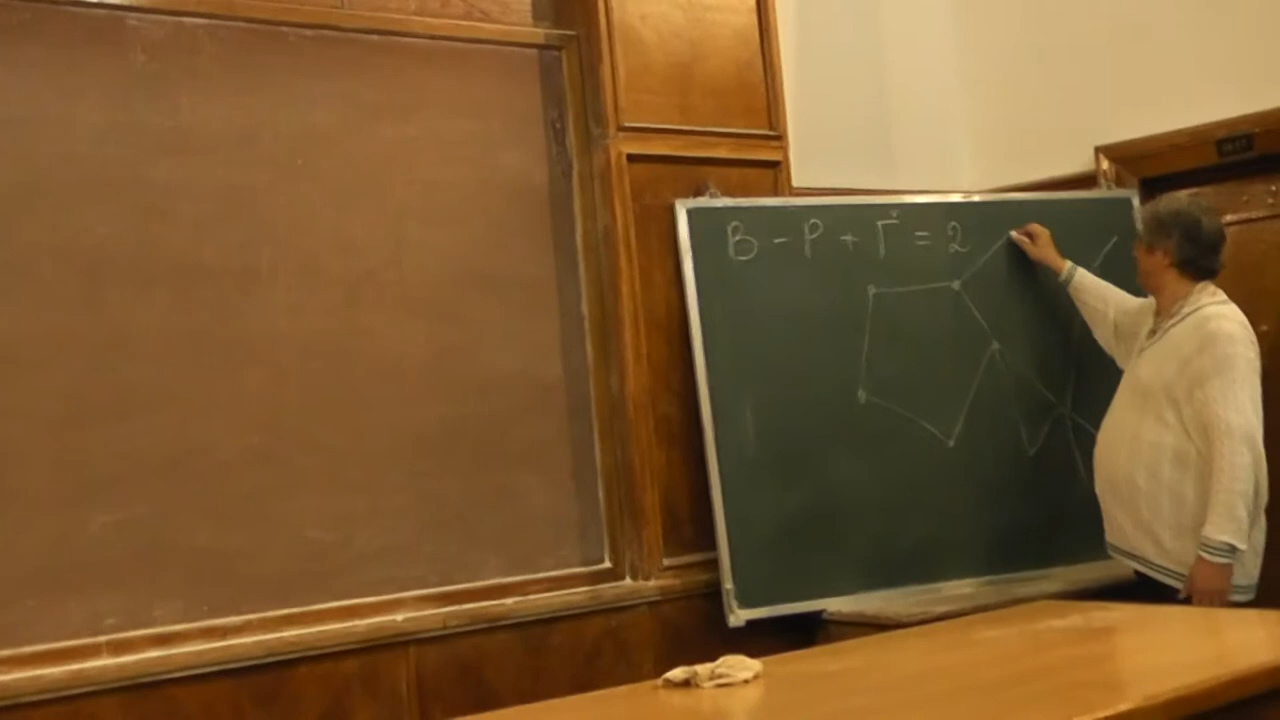 В - Р + Г = 2